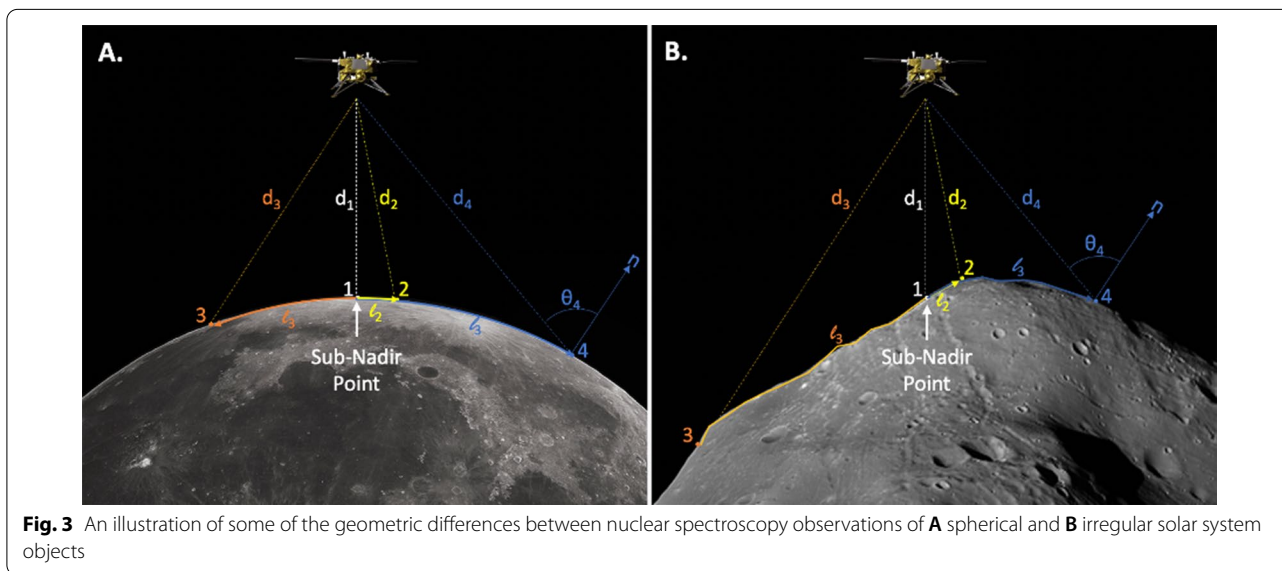 A.
d₃
d₁
d₂
d₄
n
θ₄
1
2
3
4
ℓ₃
ℓ₂
ℓ₃
Sub-Nadir
Point
B.
d₃
d₁
d₂
d₄
n
θ₄
1
2
3
4
ℓ₃
ℓ₂
ℓ₃
Sub-Nadir
Point
Fig. 3 An illustration of some of the geometric differences between nuclear spectroscopy observations of A spherical and B irregular solar system
objects